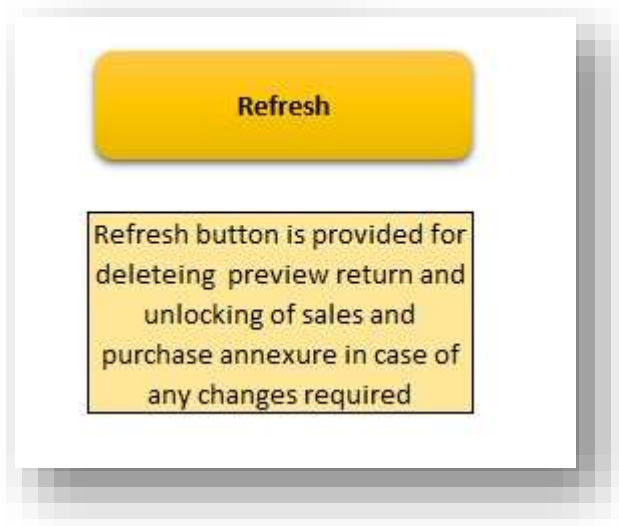 Refresh
Refresh button is provided for
deleteing preview return and
unlocking of sales and
purchase annexure in case of
any changes required